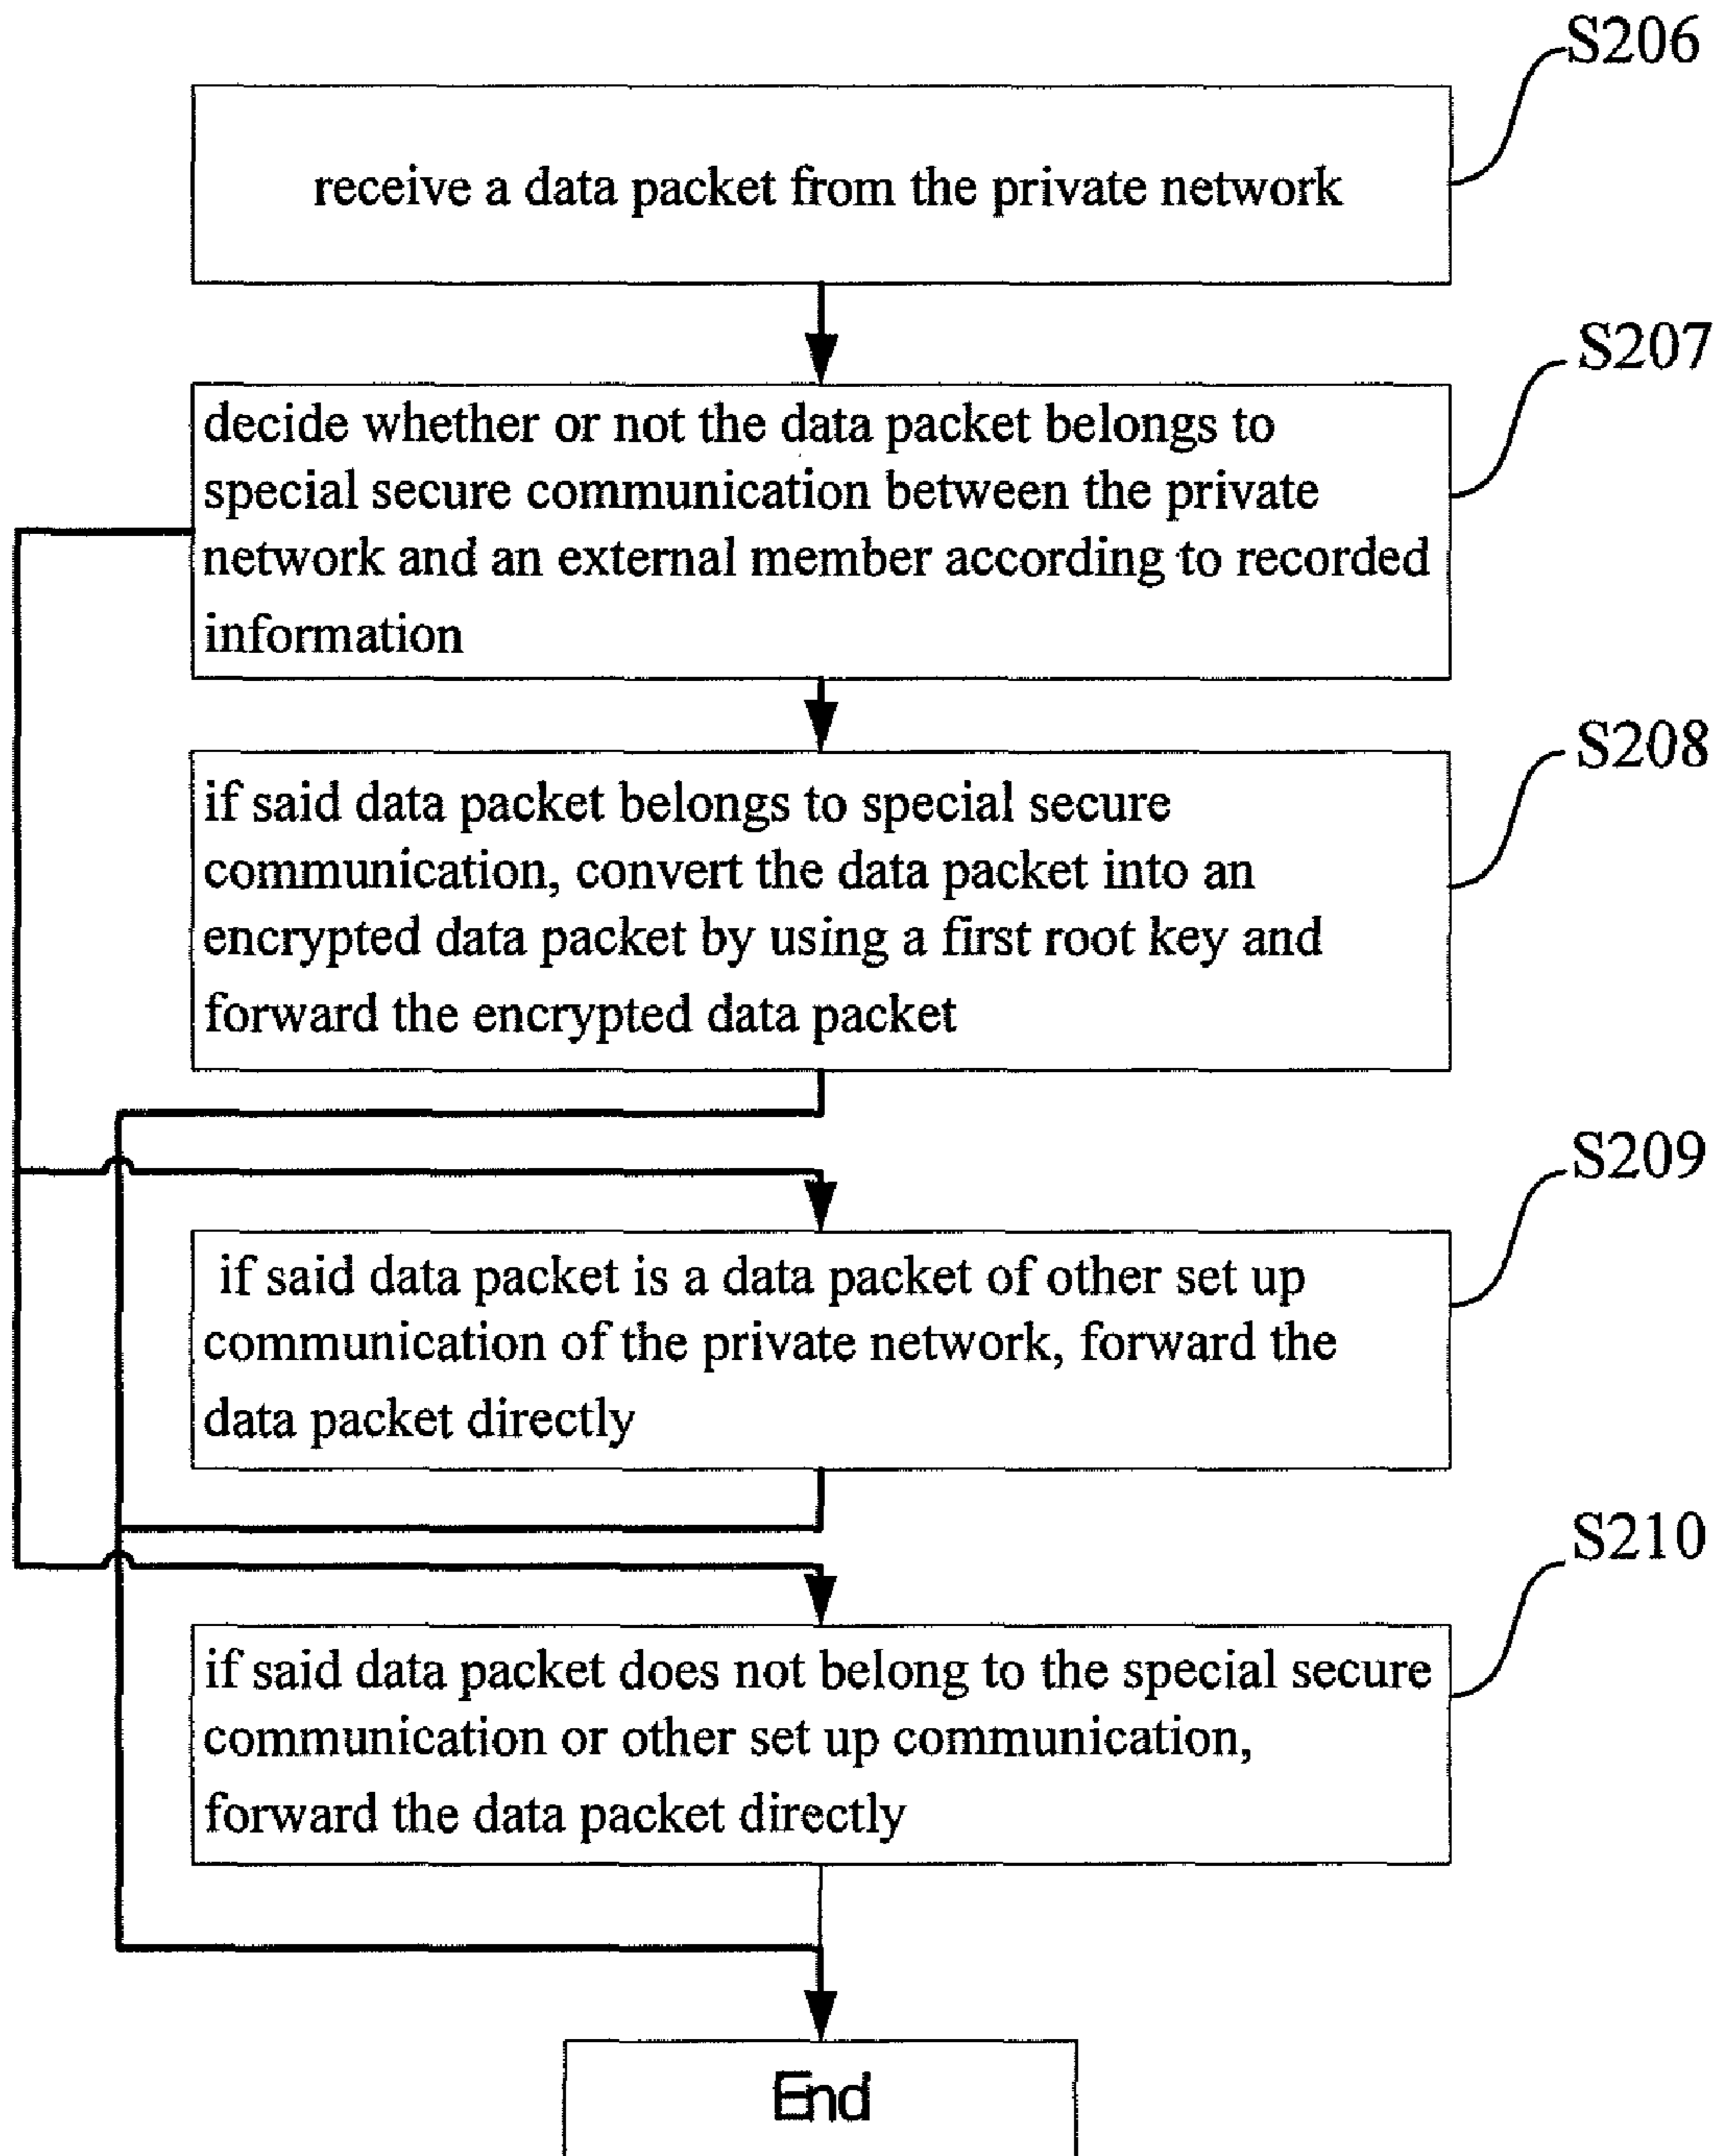 S206
receive a data packet from the private network
S207
decide whether or not the data packet belongs to
special secure communication between the private
network and an external member according to recorded
information
S208
if said data packet belongs to special secure
communication, convert the data packet into an
encrypted data packet by using a first root key and
forward the encrypted data packet
S209
if said data packet is a data packet of other set up
communication of the private network, forward the
data packet directly
S210
if said data packet does not belong to the special secure
communication or other set up communication,
forward the data packet directly
End